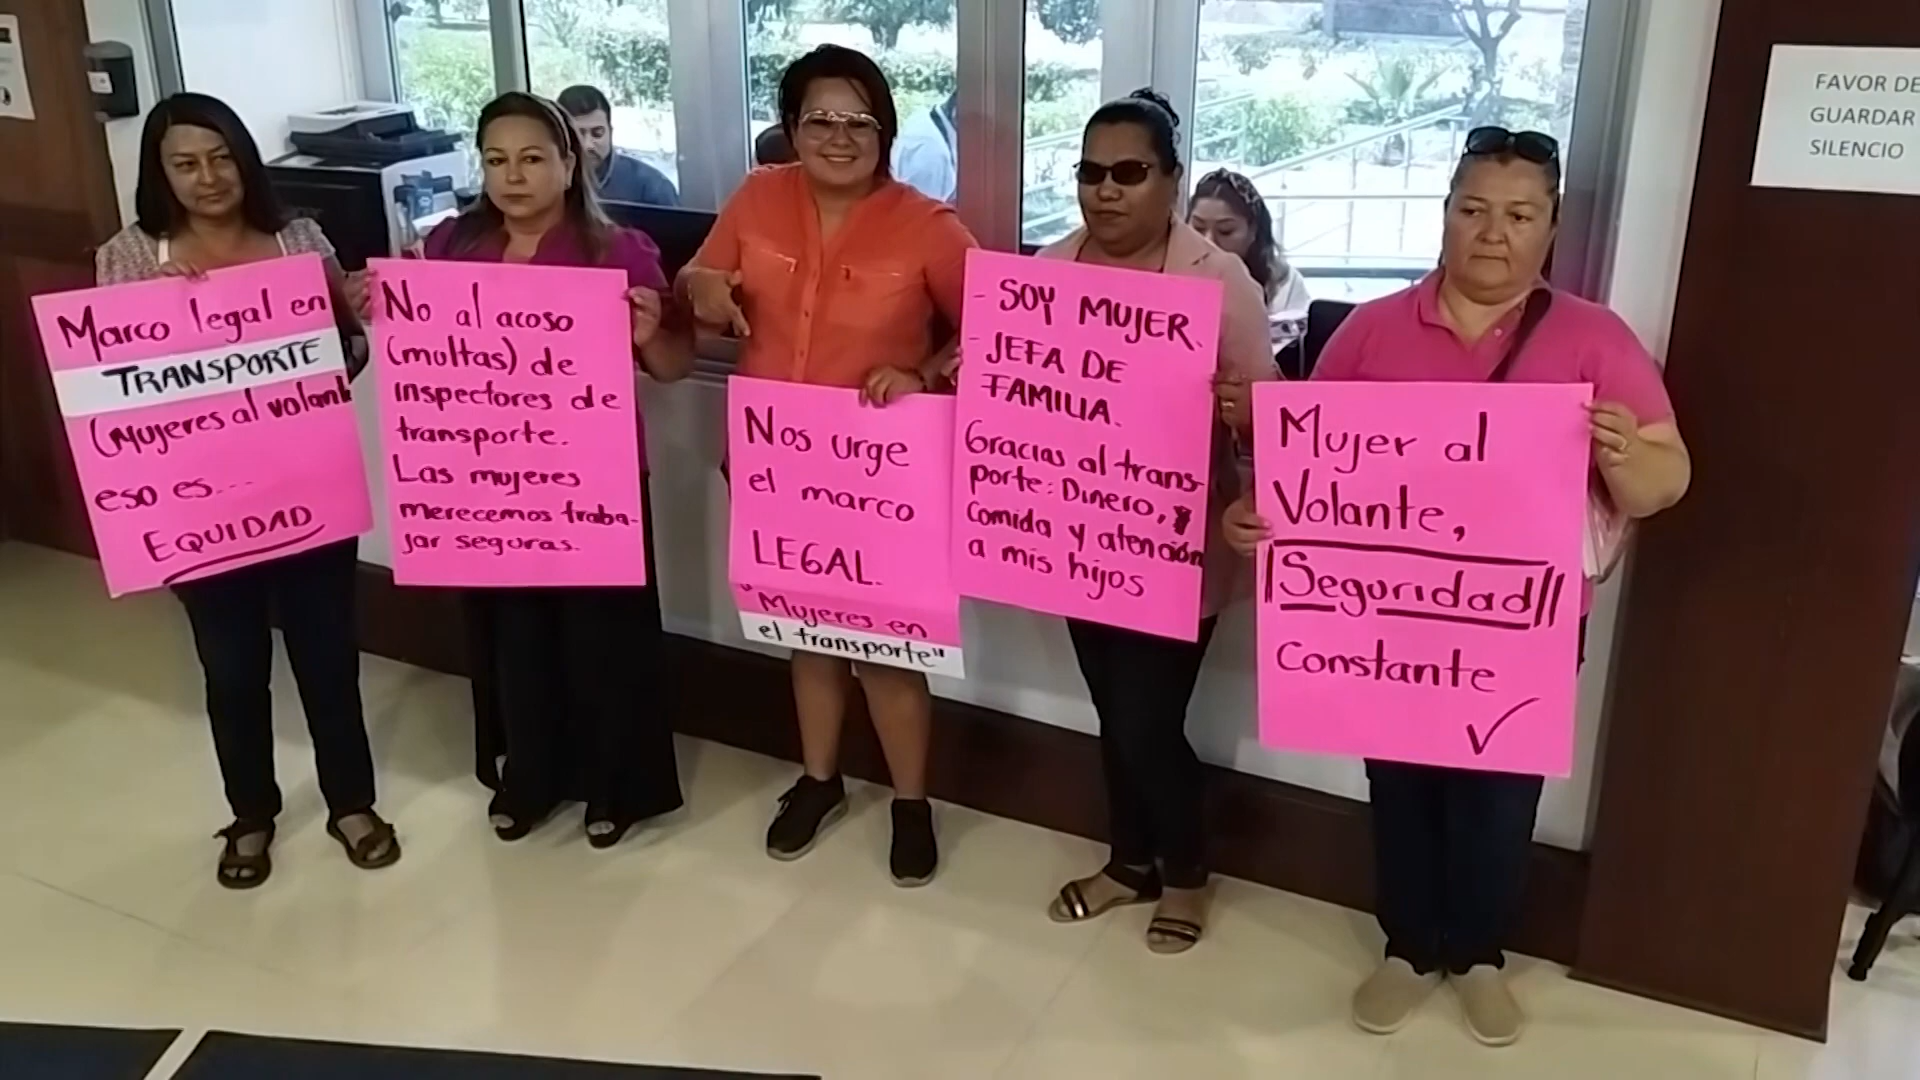 Marco legal en
TRANSPORTE
(Mujeres al volant
eso es...
EQUIDAD
No al acoso
(multas) de
inspectores de
transporte.
Las mujeres
merecemos traba-
jar seguras.
Nos urge
el marco
LEGAL.
"Mujeres en
el transporte"
- SOY MUJER.
- JEFA DE
FAMILIA.
Gracias al trans-
porte: Dinero,
Comida y atención
a mis hijos
Mujer al
Volante,
Seguridad
Constante
FAVOR DE
GUARDAR
SILENCIO